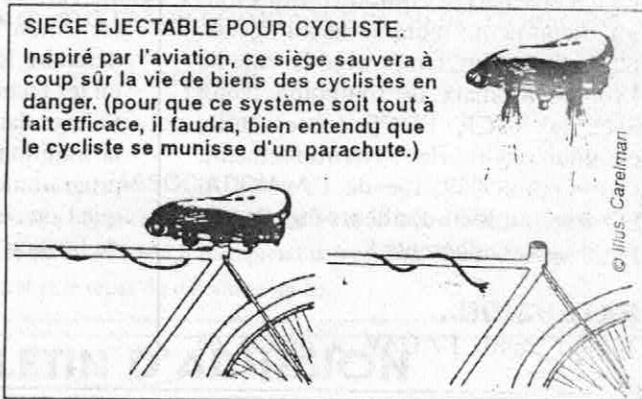 SIEGE EJECTABLE POUR CYCLISTE
Inspiré par l'aviation, ce siège sauvera à
coup sûr la vie de biens des cyclistes en
danger. (pour que ce système soit tout à
fait efficace, il faudra, bien entendu que
le cycliste se munisse d'un parachute.)
© Illus. Carelman